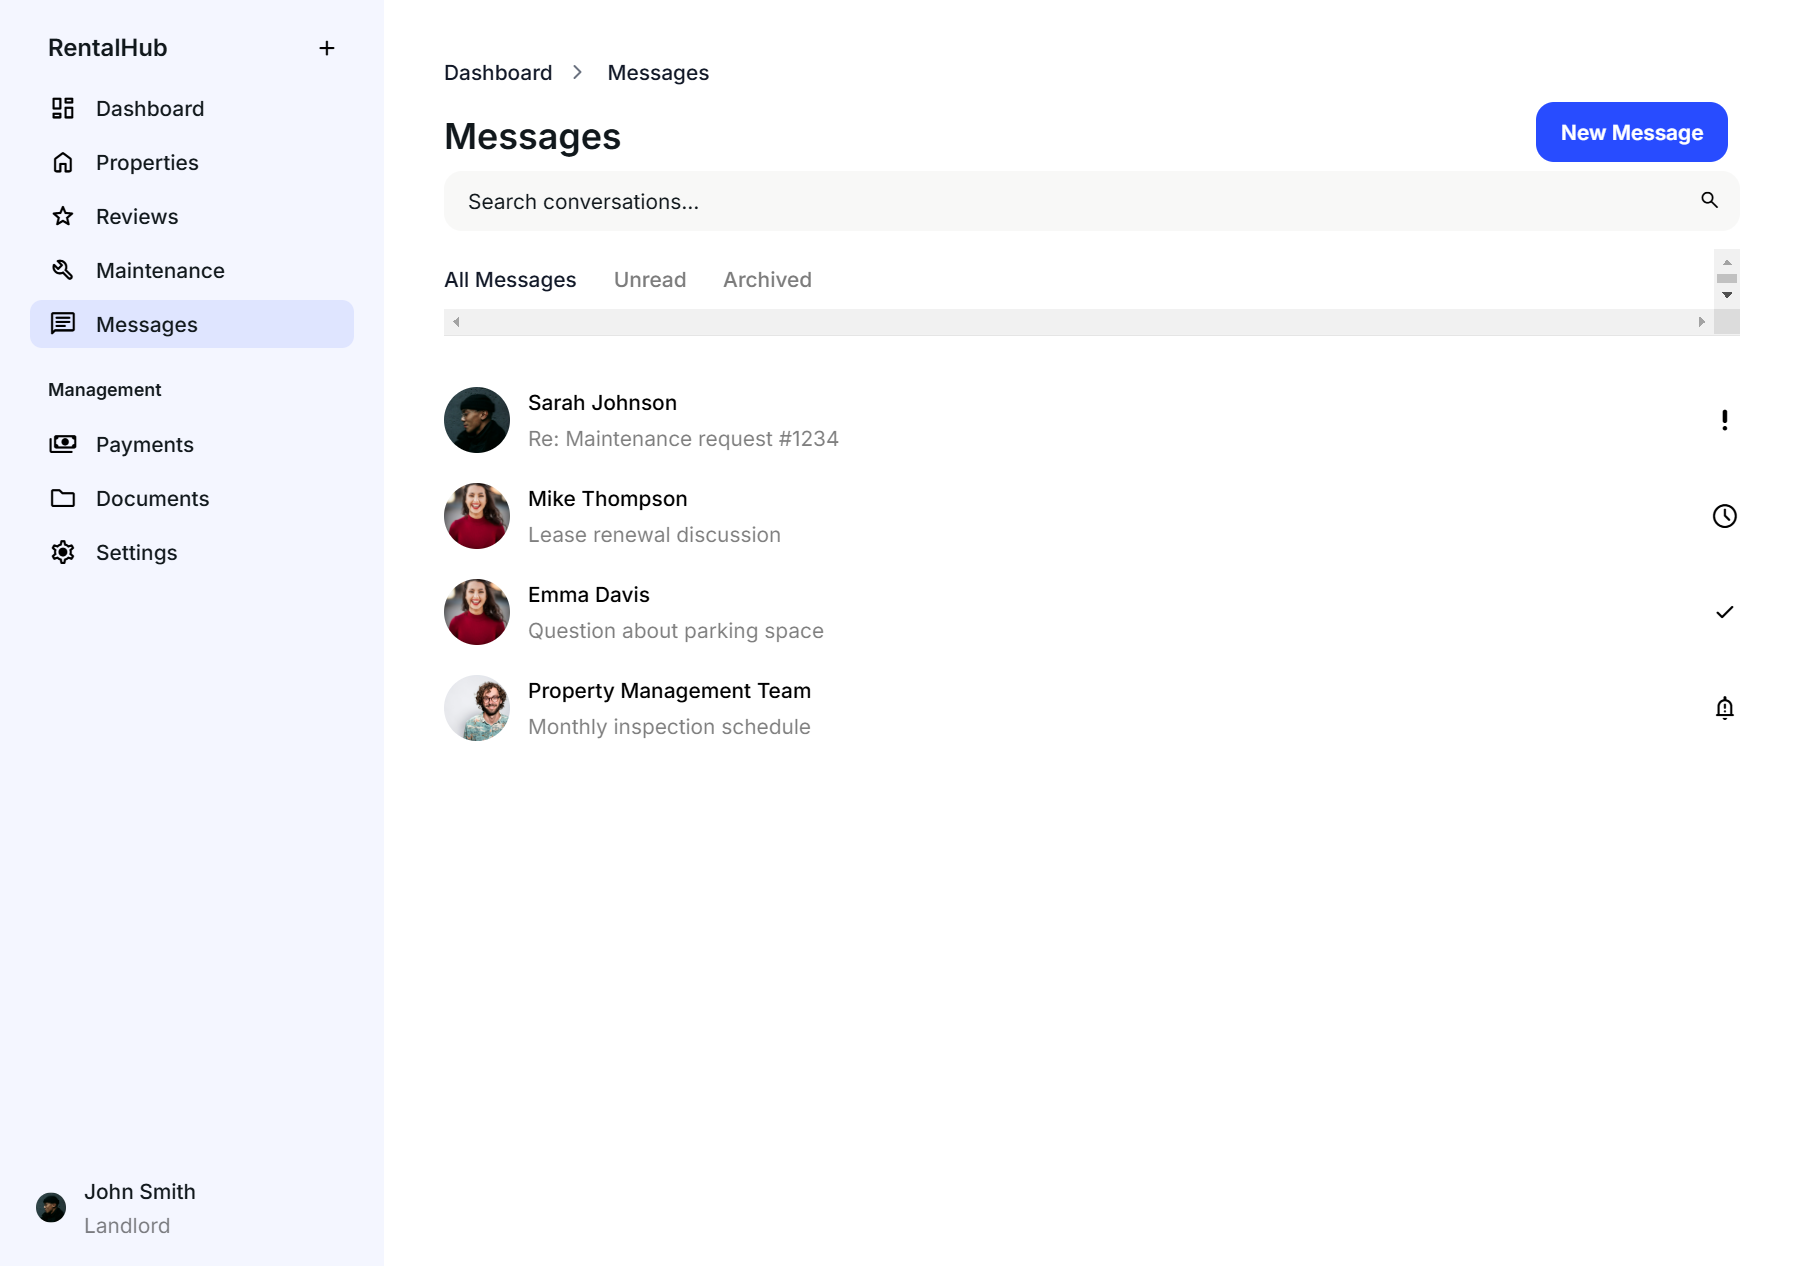 RentalHub
Dashboard
Properties
Reviews
Maintenance
Messages
Management
Payments
Documents
Settings
John Smith
Landlord
Dashboard > Messages
Messages
New Message
Search conversations...
All Messages Unread Archived
Sarah Johnson
Re: Maintenance request #1234
Mike Thompson
Lease renewal discussion
Emma Davis
Question about parking space
Property Management Team
Monthly inspection schedule